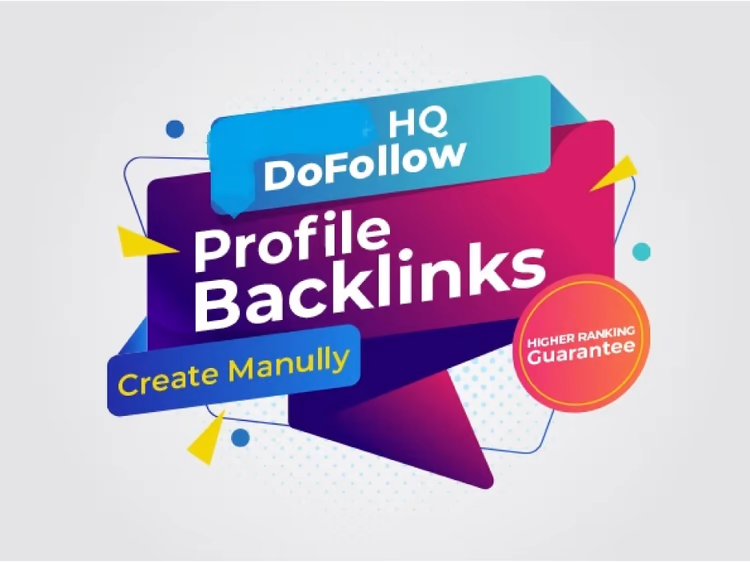 HQ
DoFollow
Profile
Backlinks
HIGHER RANKING
Guarantee
Create Manully